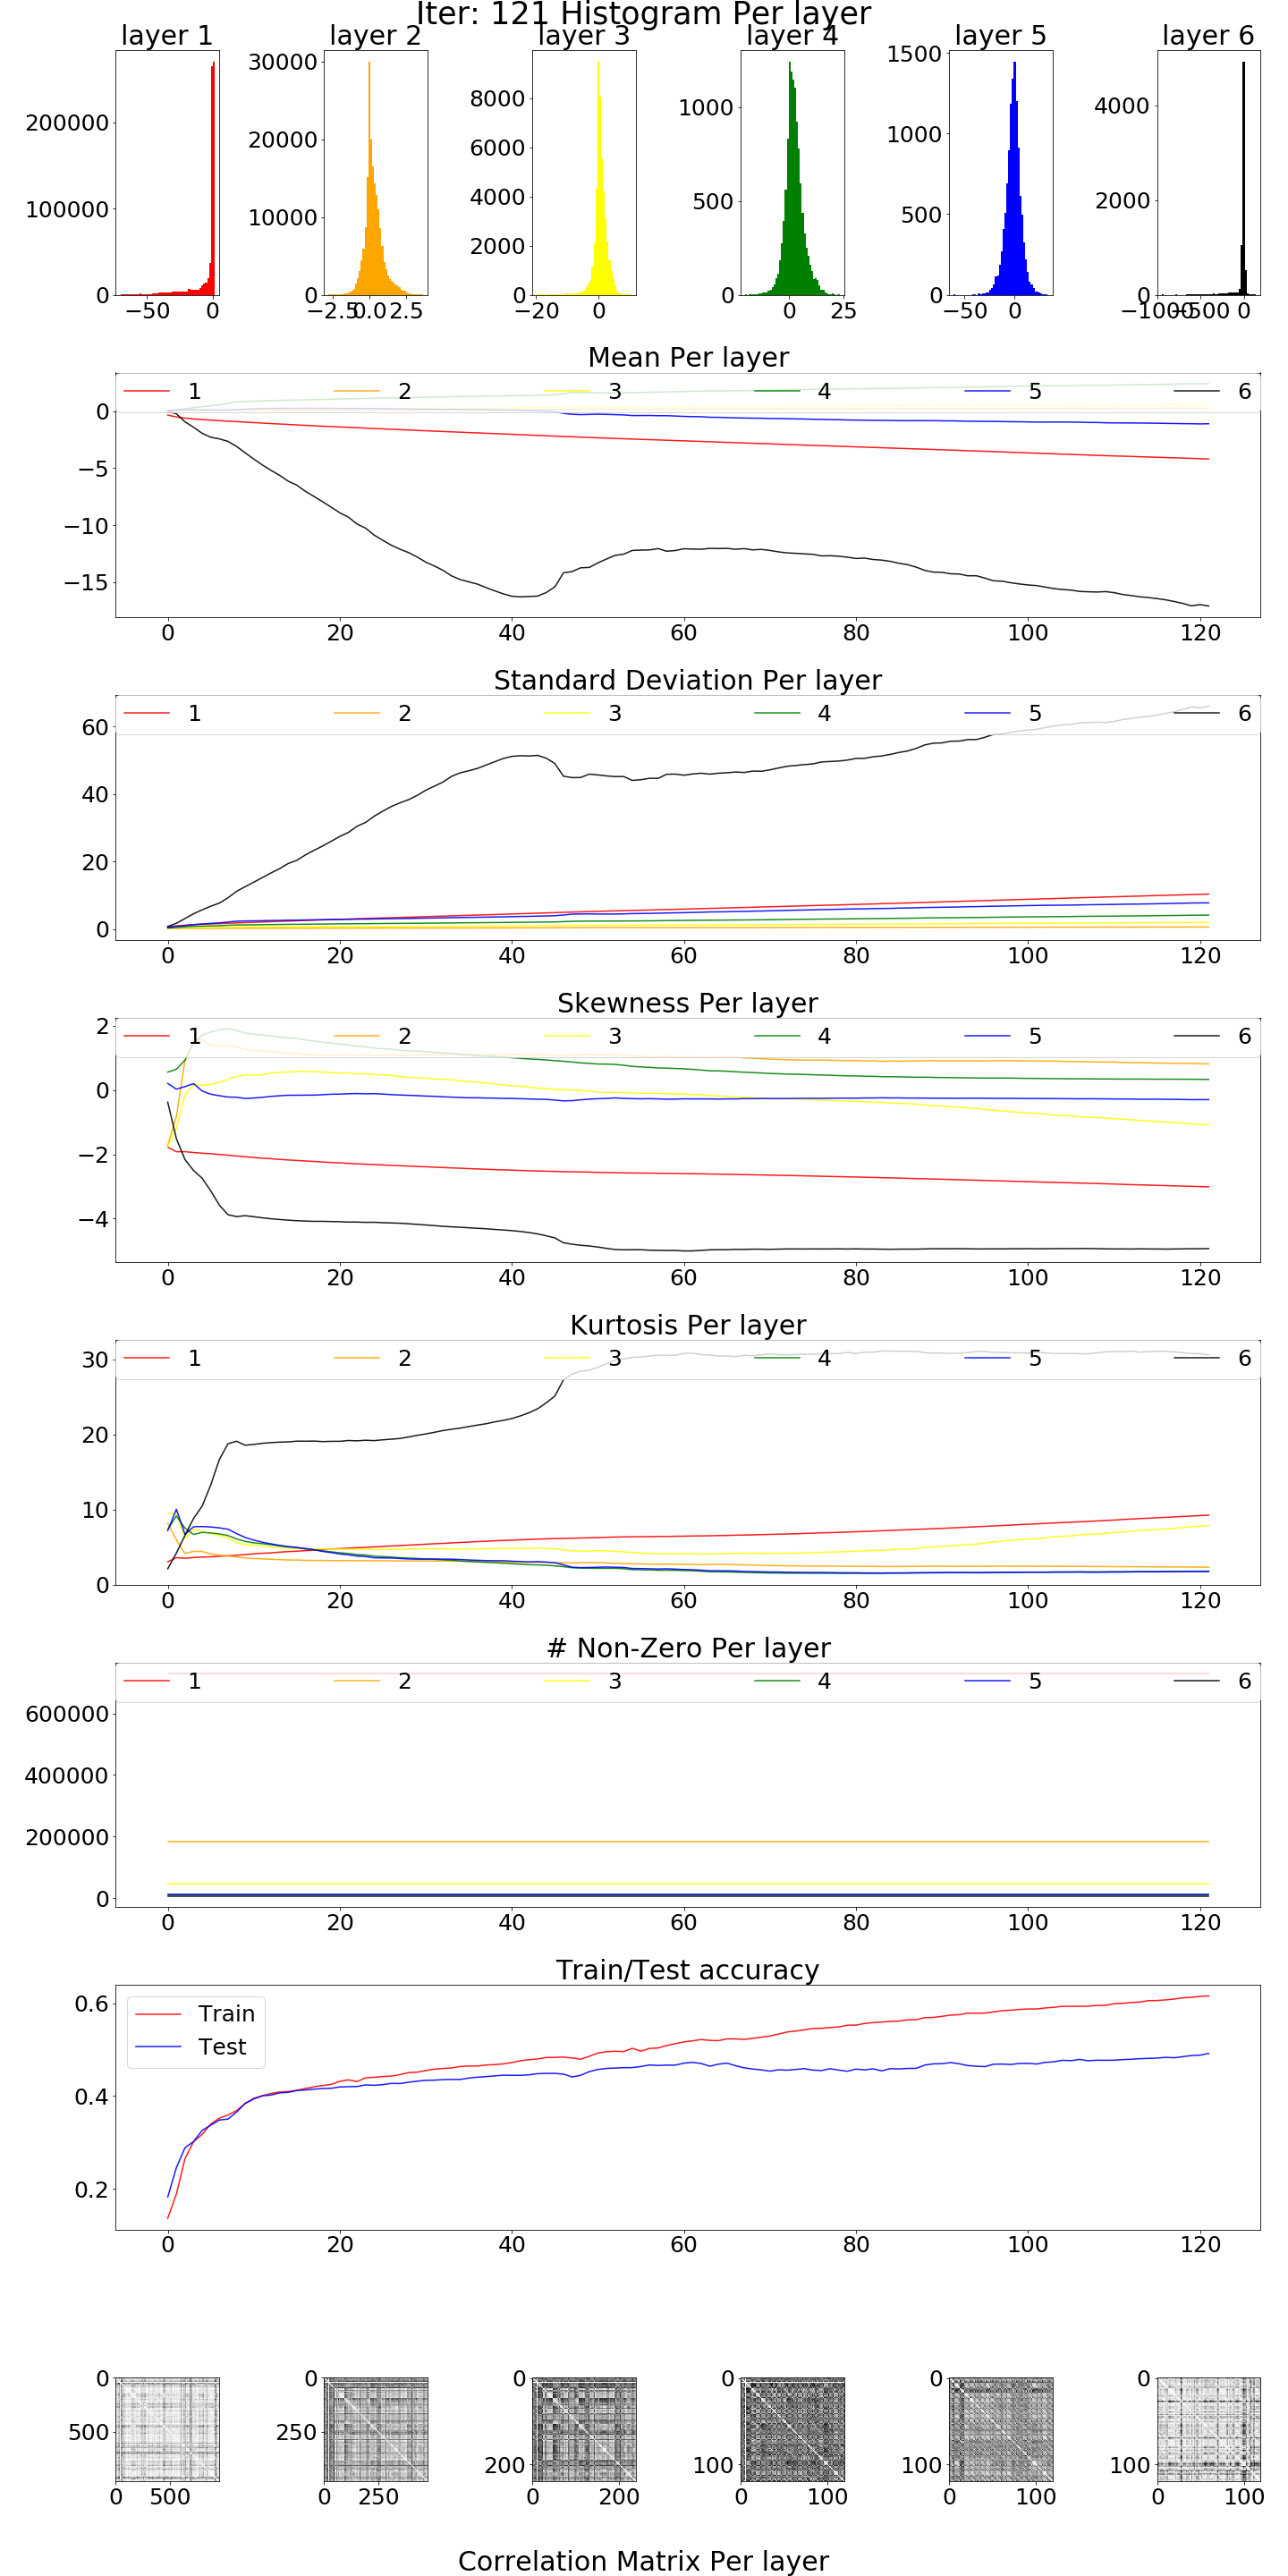 Iter: 121 Histogram Per layer
layer 1 layer 2 layer 3 layer 4 layer 5 layer 6
200000 100000 0 −50 0
30000 20000 10000 0 −2.5 0.0 2.5
8000 6000 4000 2000 0 −20 0
1000 500 0 0 25
1500 1000 500 0 −50 0
4000 2000 0 −1000 −500 0
Mean Per layer
1 2 3 4 5 6
0
−5
−10
−15
0 20 40 60 80 100 120
Standard Deviation Per layer
1 2 3 4 5 6
60
40
20
0
0 20 40 60 80 100 120
Skewness Per layer
1 2 3 4 5 6
2
0
−2
−4
0 20 40 60 80 100 120
Kurtosis Per layer
1 2 3 4 5 6
30
20
10
0
0 20 40 60 80 100 120
# Non-Zero Per layer
1 2 3 4 5 6
600000
400000
200000
0
0 20 40 60 80 100 120
Train/Test accuracy
Train
Test
0.6
0.4
0.2
0 20 40 60 80 100 120
0 500 0 500
0 250 0 250
0 200 0 200
0 100 0 100
0 100 0 100
0 100 0 100
Correlation Matrix Per layer